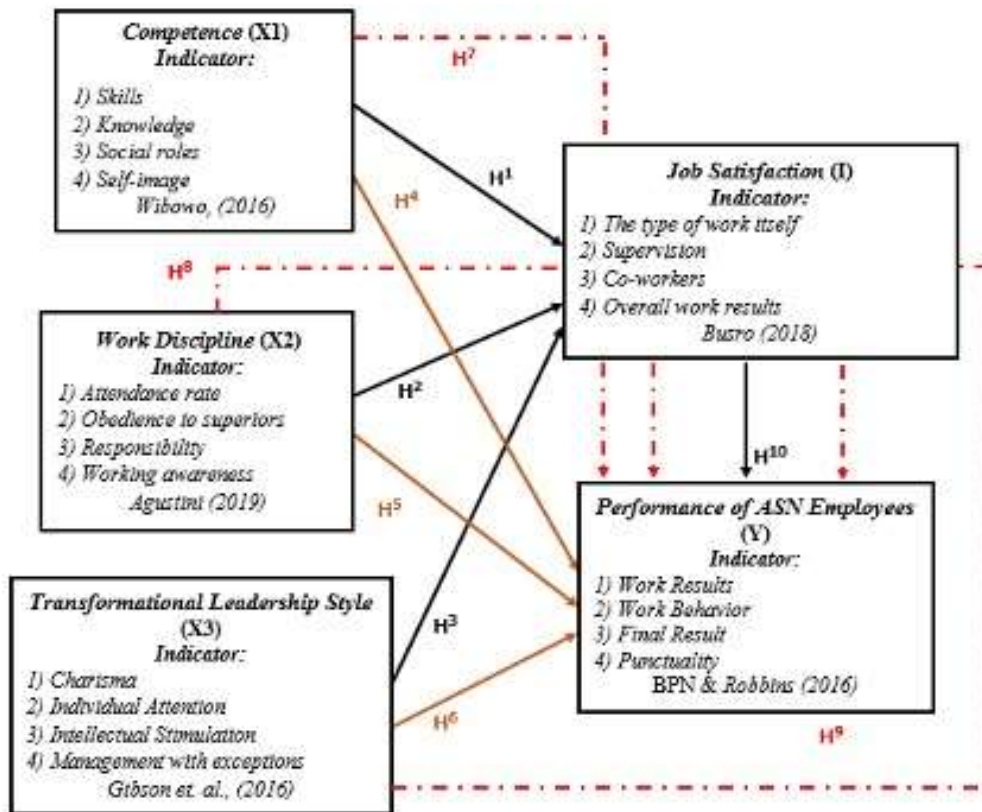 Competence (X1)
Indicator:
1) Skills
2) Knowledge
3) Social roles
4) Self-image
Wibowo, (2016)
H7
H1
H4
Job Satisfaction (I)
Indicator:
1) The type of work itself
2) Supervision
3) Co-workers
4) Overall work results
Busro (2018)
H8
Work Discipline (X2)
Indicator:
1) Attendance rate
2) Obedience to superiors
3) Responsibility
4) Working awareness
Agustini (2019)
H2
H5
H10
Performance of ASN Employees
(Y)
Indicator:
1) Work Results
2) Work Behavior
3) Final Result
4) Punctuality
BPN & Robbins (2016)
Transformational Leadership Style
(X3)
Indicator:
1) Charisma
2) Individual Attention
3) Intellectual Stimulation
4) Management with exceptions
Gibson et. al., (2016)
H3
H6
H9